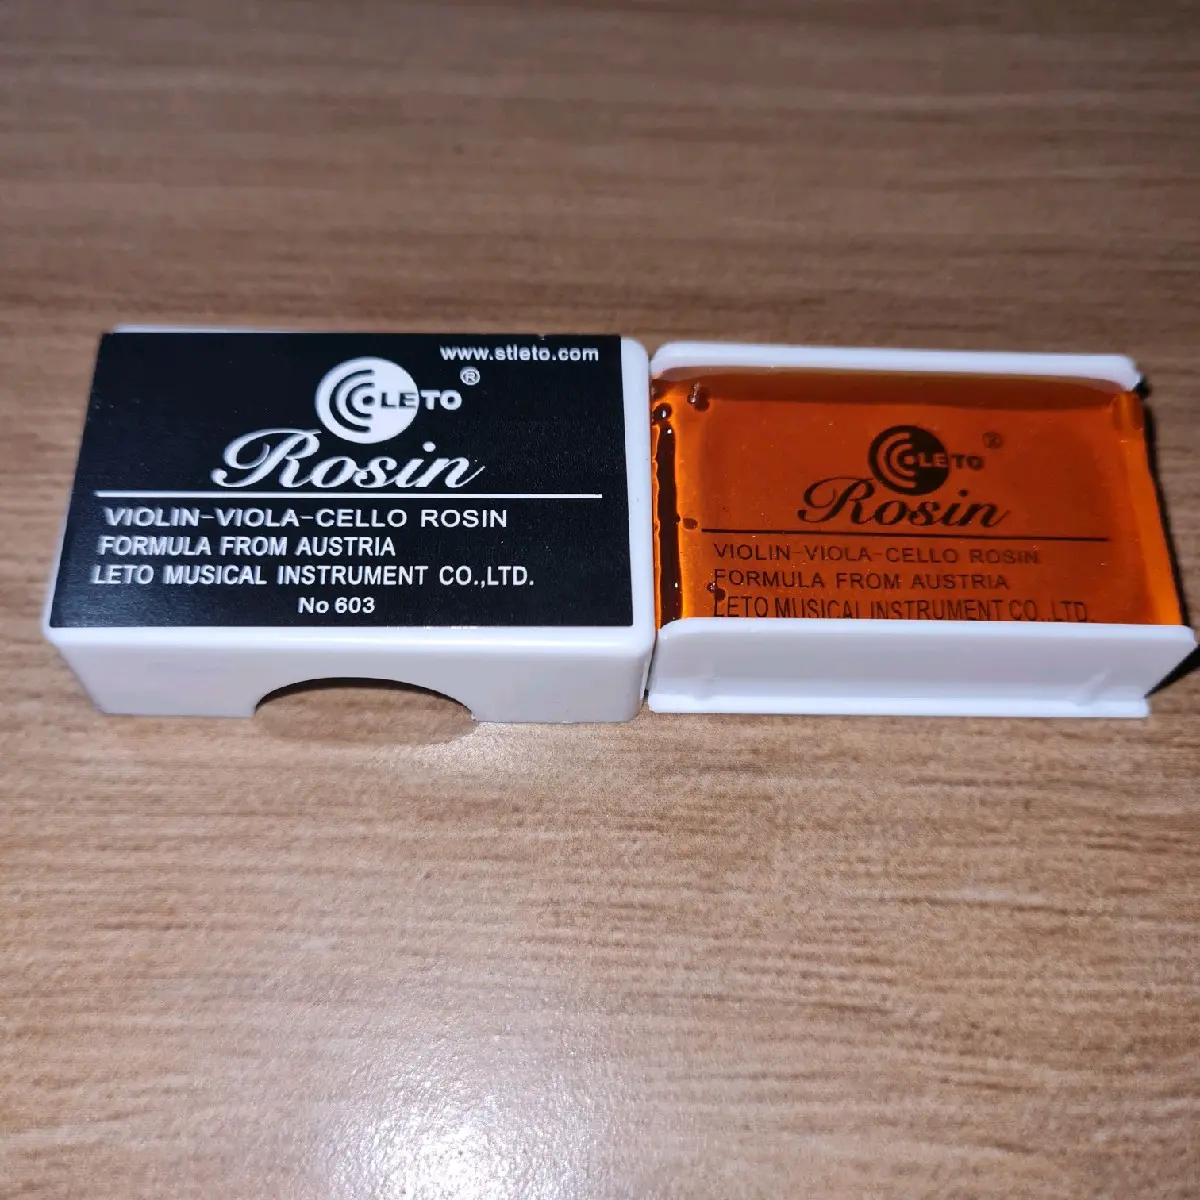 www.stleto.com
LETO ®
Rosin
VIOLIN-VIOLA-CELLO ROSIN
FORMULA FROM AUSTRIA
LETO MUSICAL INSTRUMENT CO.,LTD.
No 603
LETO ®
Rosin
VIOLIN-VIOLA-CELLO ROSIN
FORMULA FROM AUSTRIA
LETO MUSICAL INSTRUMENT CO.,LTD.